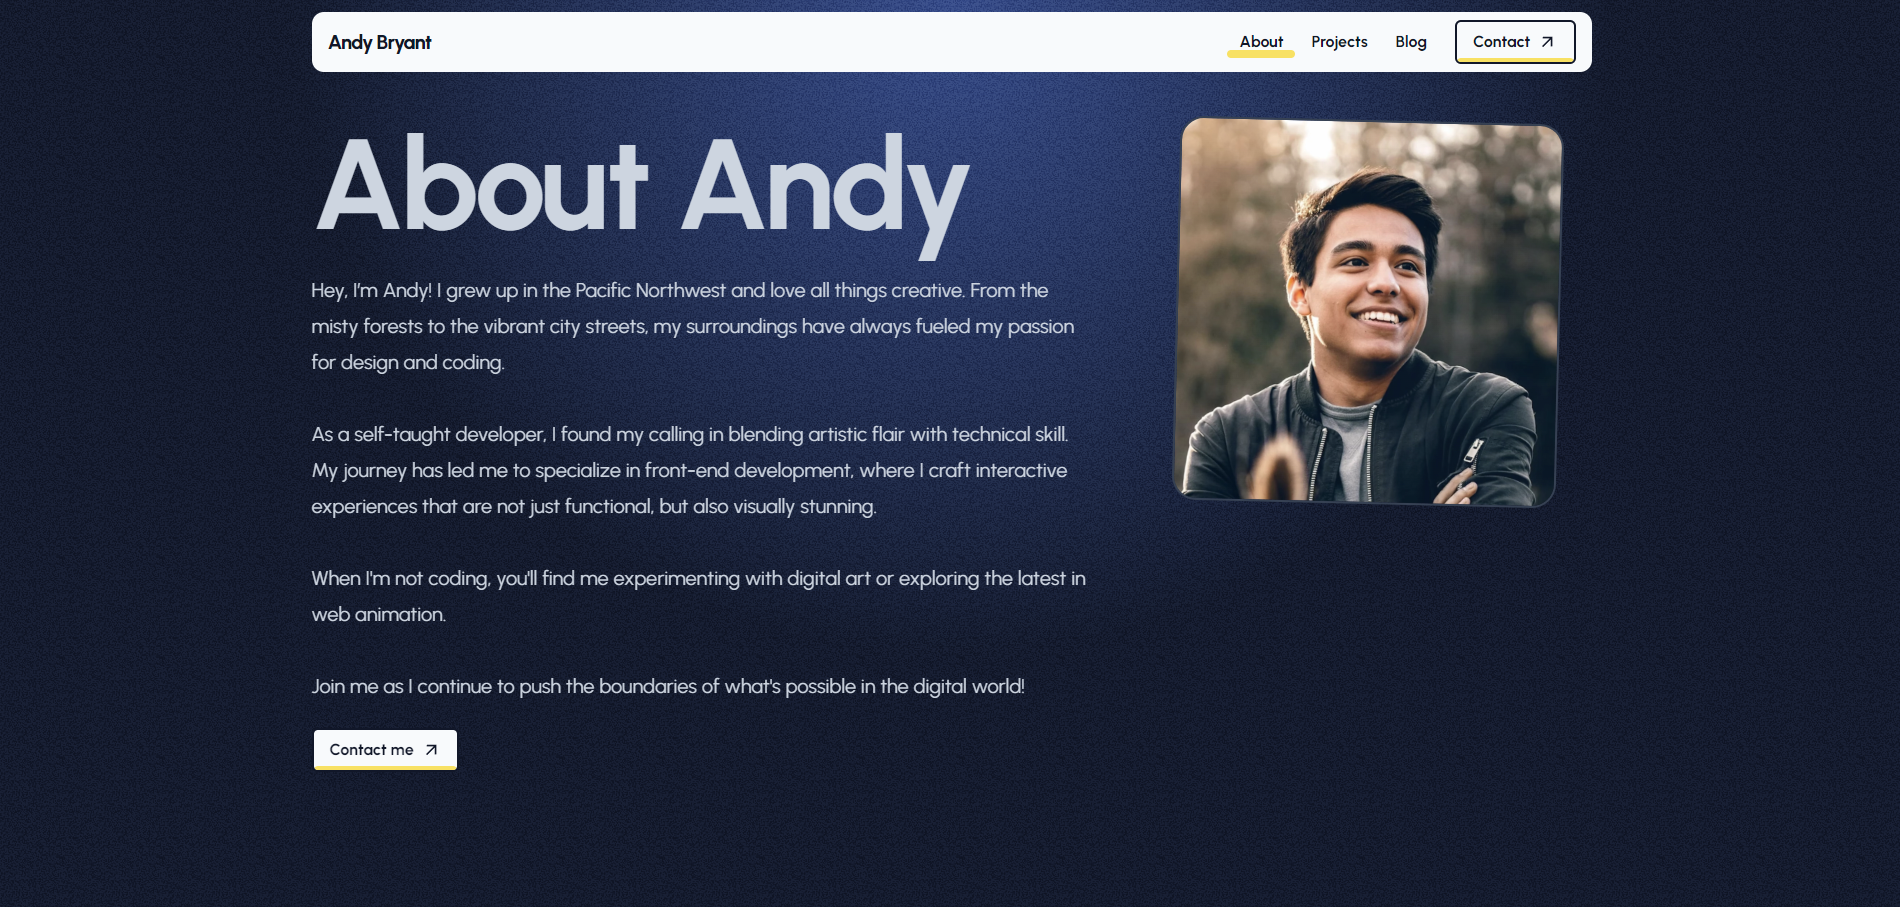 Andy Bryant
About
Projects
Blog
Contact
About Andy
Hey, I'm Andy! I grew up in the Pacific Northwest and love all things creative. From the
misty forests to the vibrant city streets, my surroundings have always fueled my passion
for design and coding.
As a self-taught developer, I found my calling in blending artistic flair with technical skill.
My journey has led me to specialize in front-end development, where I craft interactive
experiences that are not just functional, but also visually stunning.
When I'm not coding, you'll find me experimenting with digital art or exploring the latest in
web animation.
Join me as I continue to push the boundaries of what's possible in the digital world!
Contact me